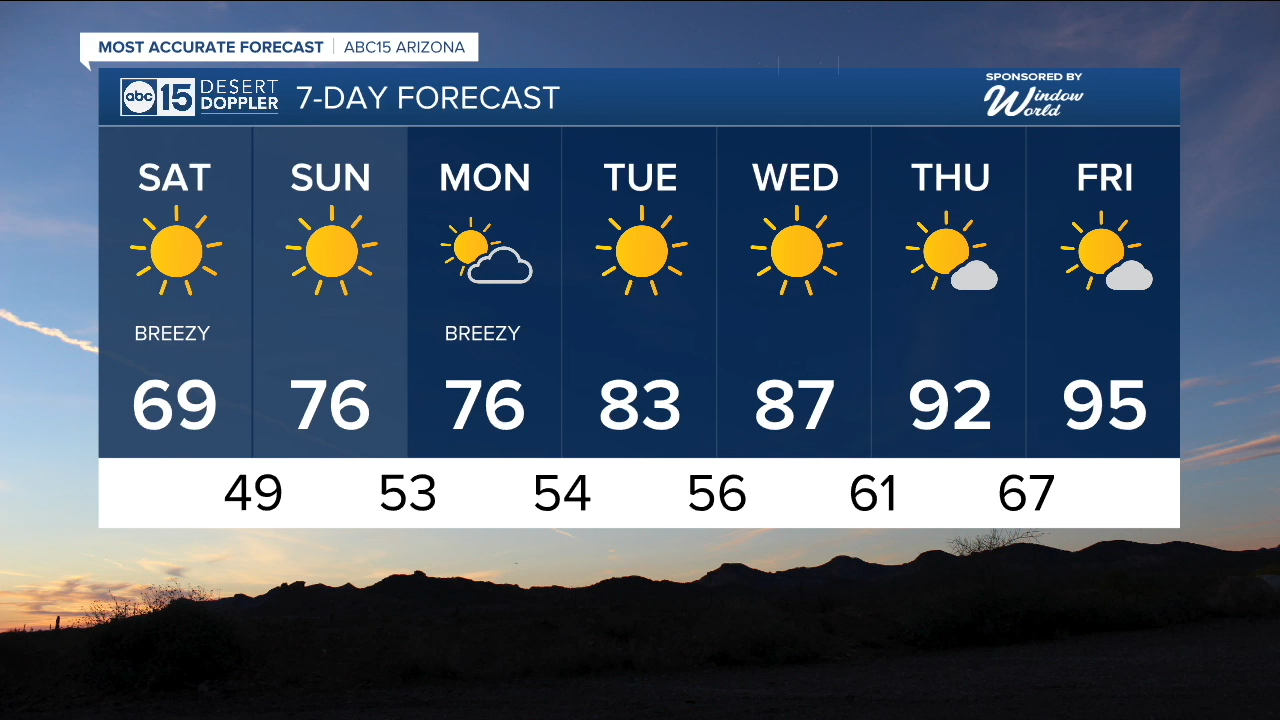 MOST ACCURATE FORECAST | ABC15 ARIZONA
abc 15 DESERT DOPPLER 7-DAY FORECAST
SPONSORED BY
Window World
SAT SUN MON TUE WED THU FRI
BREEZY BREEZY
69 76 76 83 87 92 95
49 53 54 56 61 67